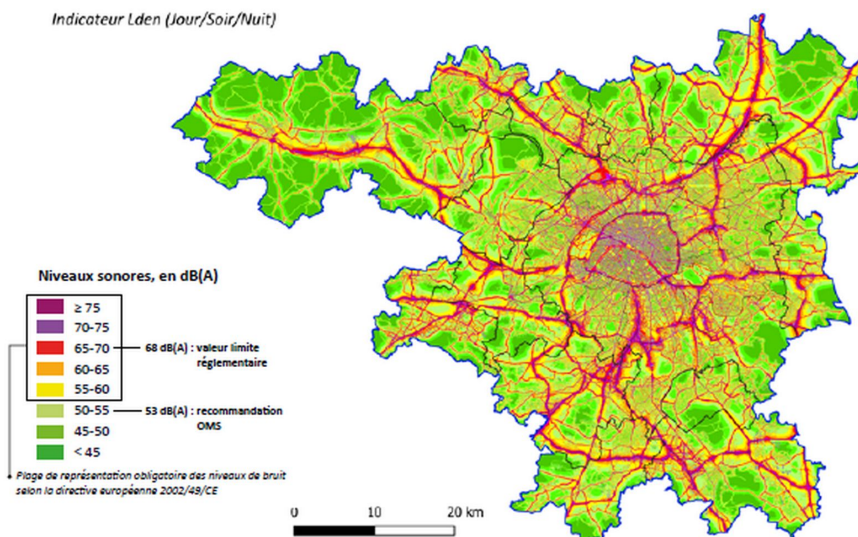 Indicateur Lden (Jour/Soir/Nuit)
Niveaux sonores, en dB(A)
≥ 75
70-75
65-70
68 dB(A) : valeur limite
réglementaire
60-65
55-60
50-55
53 dB(A) : recommandation
OMS
45-50
< 45
Plage de représentation obligatoire des niveaux de bruit
selon la directive européenne 2002/49/CE
0
10
20 km